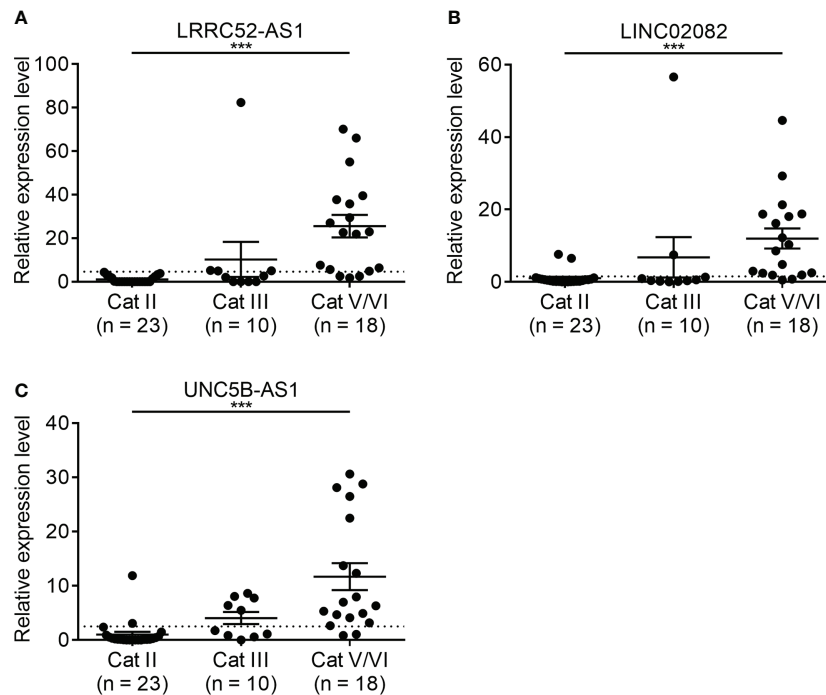 A
LRRC52-AS1
***
Relative expression level
100
80
60
40
20
0
Cat II
(n = 23)
Cat III
(n = 10)
Cat V/VI
(n = 18)
B
LINC02082
***
Relative expression level
60
40
20
0
Cat II
(n = 23)
Cat III
(n = 10)
Cat V/VI
(n = 18)
C
UNC5B-AS1
***
Relative expression level
40
30
20
10
0
Cat II
(n = 23)
Cat III
(n = 10)
Cat V/VI
(n = 18)